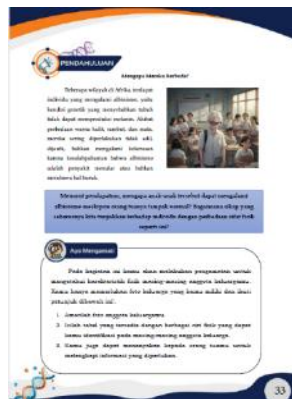 PENDAHULUAN
Mengapa Mereka Berbeda?
Beberapa wilayah di Afrika, terdapat
individu yang mengalami albinisme, yaitu
kondisi genetik yang menyebabkan tubuh
tidak dapat memproduksi melanin. Akibat
perbedaan warna kulit, rambut, dan mata,
mereka sering diperlakukan tidak adil,
dijauhi, bahkan mengalami kekerasan
karena kesalahpahaman bahwa albinisme
adalah penyakit menular atau bahkan
membawa hal buruk.
Menurut pendapatmu, mengapa anak-anak tersebut dapat mengalami
albinisme meskipun orang tuanya tampak normal? Bagaimana sikap yang
seharusnya kita tunjukkan terhadap individu dengan perbedaan sifat fisik
seperti ini?
Ayo Mengamati
Pada kegiatan ini kamu akan melakukan pengamatan untuk
mengetahui karakteristik fisik masing-masing anggota keluargamu.
Kamu hanya memerlukan foto keluarga yang kamu miliki dan ikuti
petunjuk dibawah ini!.
1. Amatilah foto anggota keluargamu
2. Isilah tabel yang tersedia dengan berbagai ciri fisik yang dapat
kamu identifikasi pada masing-masing anggota keluarga.
3. Kamu juga dapat menanyakan kepada orang tuamu untuk
melengkapi informasi yang diperlukan.
33